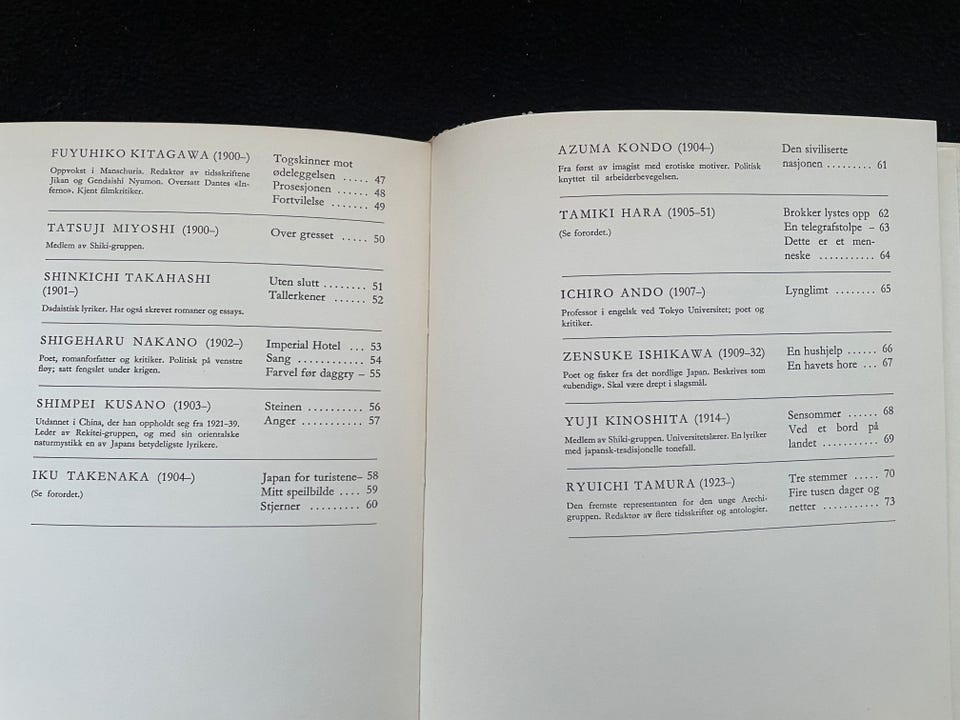 FUYUHIKO KITAGAWA (1900–)
Oppvokst i Manschuria. Redaktør av tidsskriftene
Jikan og Gendaishi Nyumon. Oversatt Dantes «In-
ferno». Kjent filmkritiker.
Togskinner mot
ødeleggelsen ..... 47
Prosesjonen ...... 48
Fortvilelse ....... 49
TATSUJI MIYOSHI (1900–)
Medlem av Shiki-gruppen.
Over gresset ..... 50
SHINKICHI TAKAHASHI
(1901–)
Dadaistisk lyriker. Har også skrevet romaner og essays.
Uten slutt ........ 51
Tallerkener ...... 52
SHIGEHARU NAKANO (1902–)
Poet, romanforfatter og kritiker. Politisk på venstre
fløy; satt fengslet under krigen.
Imperial Hotel ... 53
Sang ............ 54
Farvel før daggry – 55
SHIMPEI KUSANO (1903–)
Utdannet i China, der han oppholdt seg fra 1921–39.
Leder av Rekitei-gruppen, og med sin orientalske
naturmystikk en av Japans betydeligste lyrikere.
Steinen .......... 56
Anger ........... 57
IKU TAKENAKA (1904–)
(Se forordet.)
Japan for turistene– 58
Mitt speilbilde .... 59
Stjerner ......... 60
AZUMA KONDO (1904–)
Fra først av imagist med erotiske motiver. Politisk
knyttet til arbeiderbevegelsen.
Den siviliserte
nasjonen ......... 61
TAMIKI HARA (1905–51)
(Se forordet.)
Brokker lystes opp 62
En telegrafstolpe – 63
Dette er et men-
neske ........... 64
ICHIRO ANDO (1907–)
Professor i engelsk ved Tokyo Universitet; poet og
kritiker.
Lynglimt ........ 65
ZENSUKE ISHIKAWA (1909–32)
Poet og fisker fra det nordlige Japan. Beskrives som
«ubendig». Skal være drept i slagsmål.
En hushjelp ...... 66
En havets hore ... 67
YUJI KINOSHITA (1914–)
Medlem av Shiki-gruppen. Universitetslærer. En lyriker
med japansk-tradisjonelle tonefall.
Sensommer ...... 68
Ved et bord på
landet ........... 69
RYUICHI TAMURA (1923–)
Den fremste representanten for den unge Arechi-
gruppen. Redaktør av flere tidsskrifter og antologier.
Tre stemmer ..... 70
Fire tusen dager og
netter ........... 73